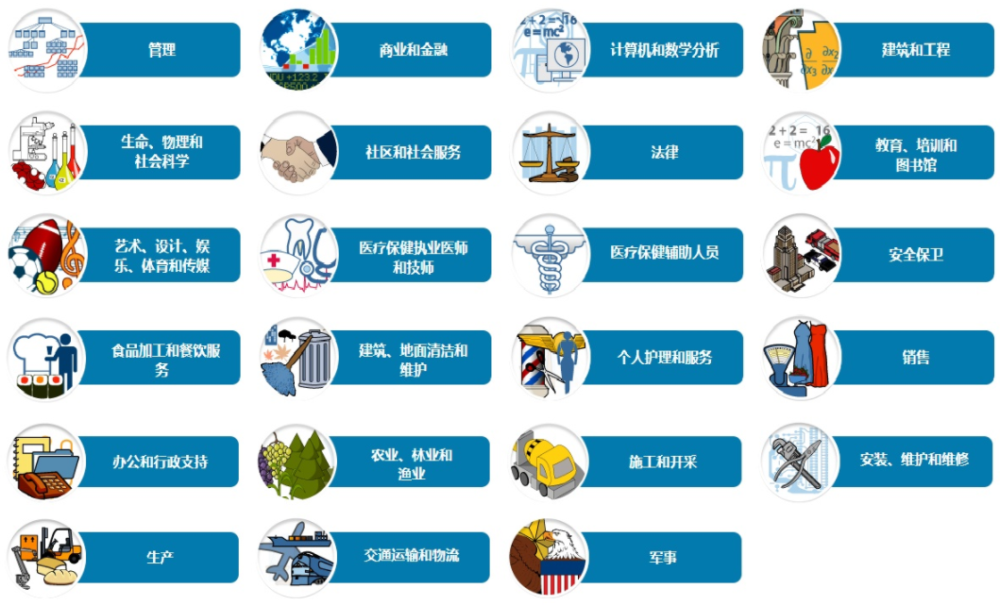 管理
商业和金融
计算机和数学分析
建筑和工程
生命、物理和
社会科学
社区和社会服务
法律
教育、培训和
图书馆
艺术、设计、娱
乐、体育和传媒
医疗保健执业医师
和技师
医疗保健辅助人员
安全保卫
食品加工和餐饮服
务
建筑、地面清洁和
维护
个人护理和服务
销售
办公和行政支持
农业、林业和
渔业
施工和开采
安装、维护和维修
生产
交通运输和物流
军事